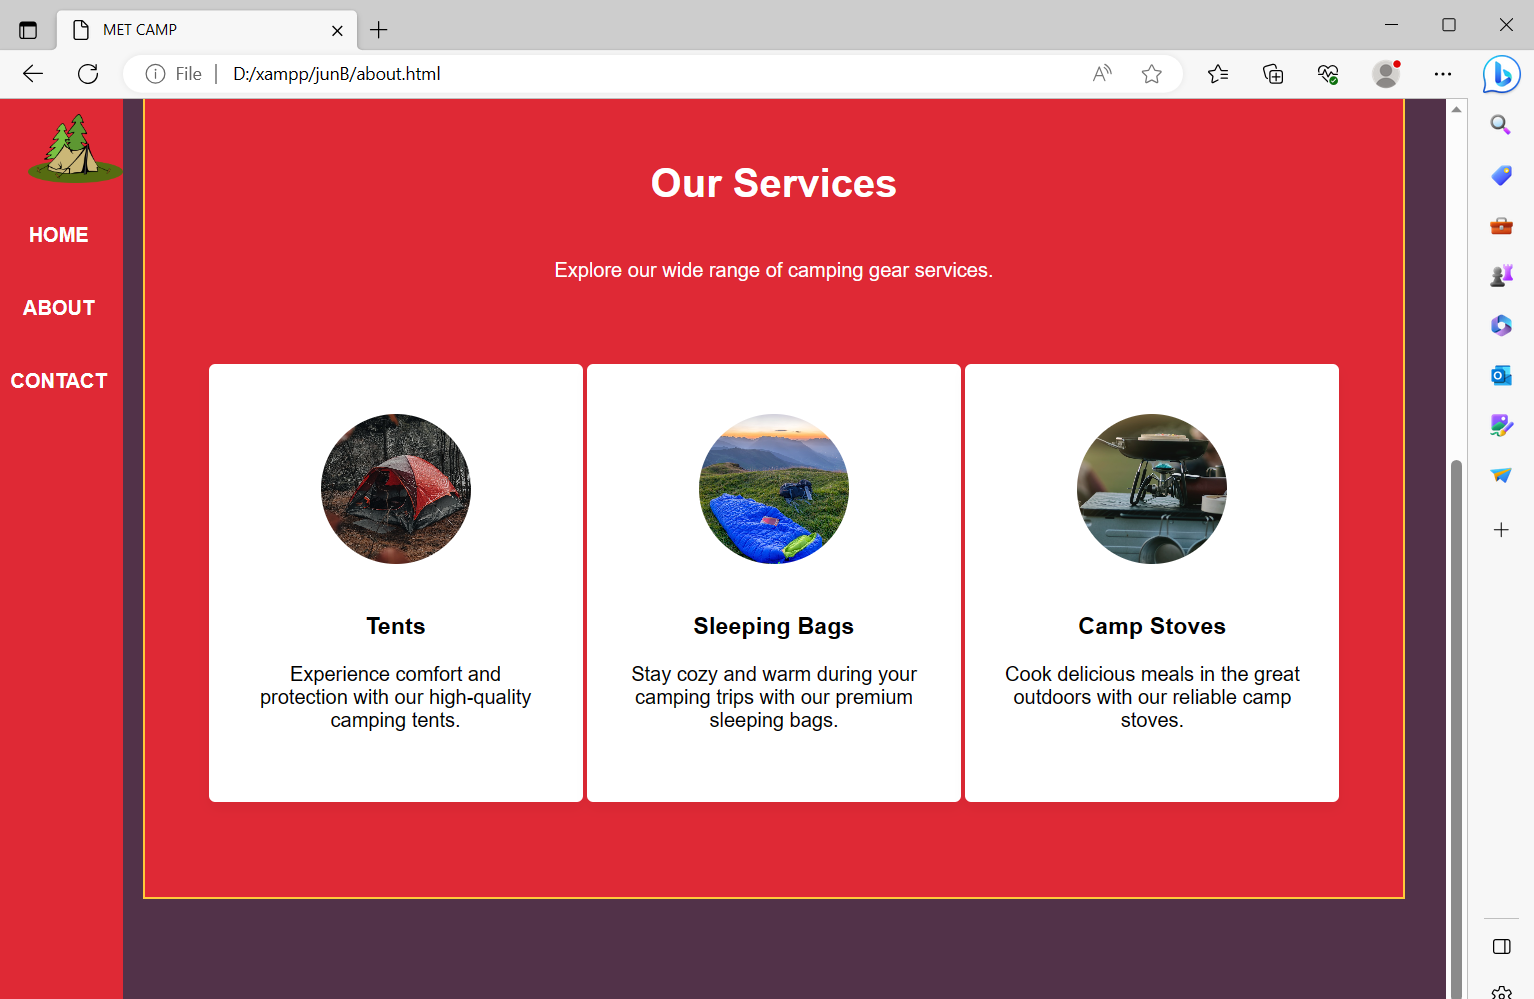 MET CAMP
File
D:/xampp/junB/about.html
HOME
ABOUT
CONTACT
Our Services
Explore our wide range of camping gear services.
Tents
Experience comfort and
protection with our high-quality
camping tents.
Sleeping Bags
Stay cozy and warm during your
camping trips with our premium
sleeping bags.
Camp Stoves
Cook delicious meals in the great
outdoors with our reliable camp
stoves.